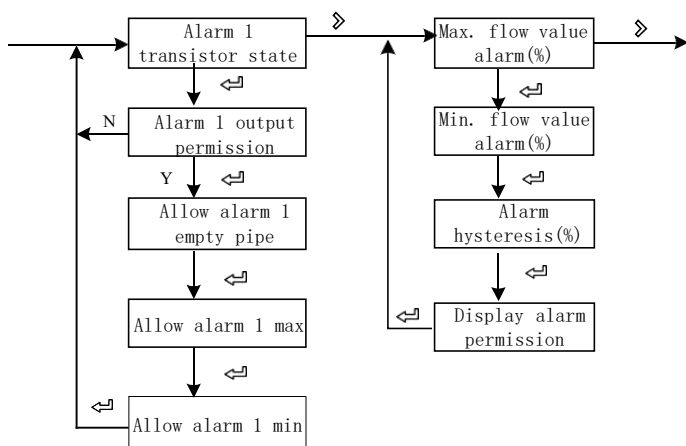 Alarm 1
transistor state
Max. flow value
alarm(%)
N
Alarm 1 output
permission
Min. flow value
alarm(%)
Y
Allow alarm 1
empty pipe
Alarm
hysteresis(%)
Allow alarm 1 max
Display alarm
permission
Allow alarm 1 min